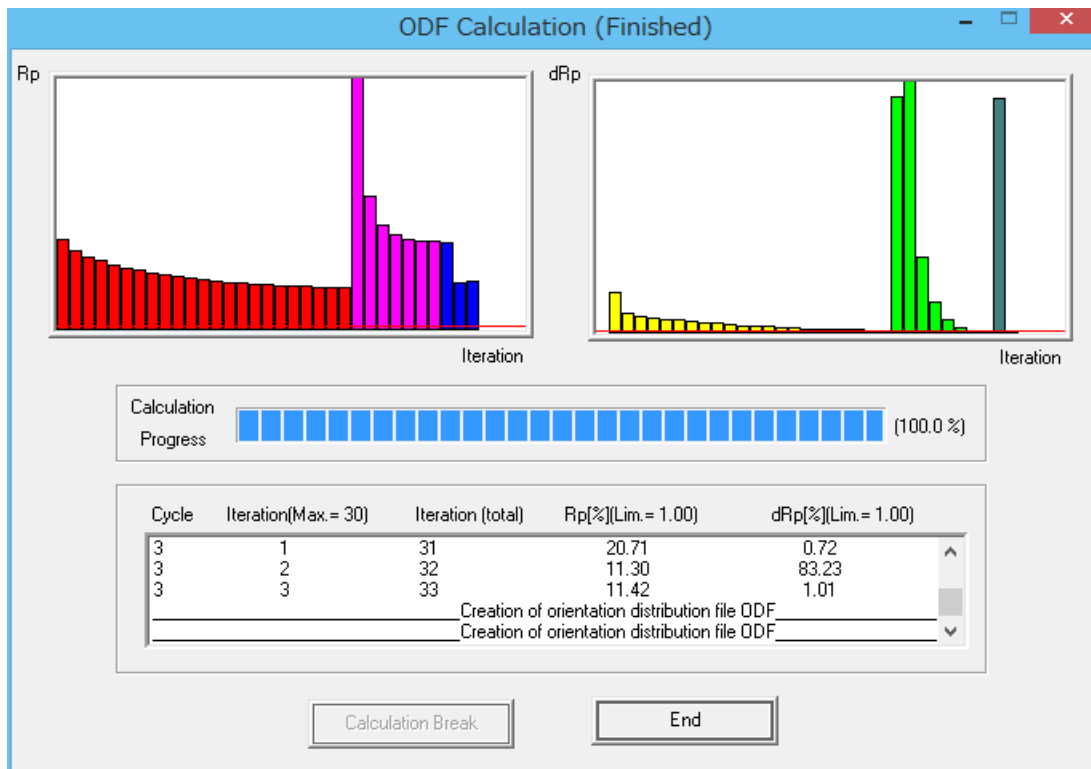 ODF Calculation (Finished)
Rp
dRp
Iteration
Iteration
Calculation
Progress
(100.0 %)
Cycle Iteration(Max.= 30) Iteration (total) Rp[%](Lim.= 1.00) dRp[%](Lim.= 1.00)
3 1 31 20.71 0.72
3 2 32 11.30 83.23
3 3 33 11.42 1.01
Creation of orientation distribution file ODF
Creation of orientation distribution file ODF
Calculation Break
End